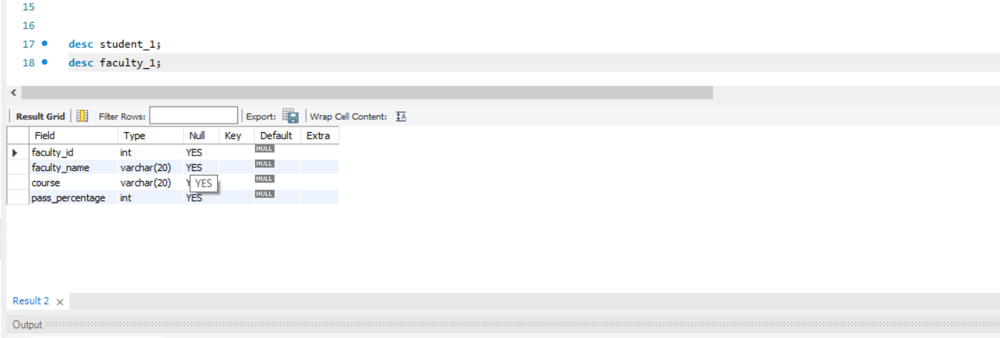 15
16
17 desc student_1;
18 desc faculty_1;
Result Grid Filter Rows: Export: Wrap Cell Content: IA
Field Type Null Key Default Extra
faculty_id int YES NULL
faculty_name varchar(20) YES NULL
course varchar(20) Y YES NULL
pass_percentage int YES NULL
Result 2
Output